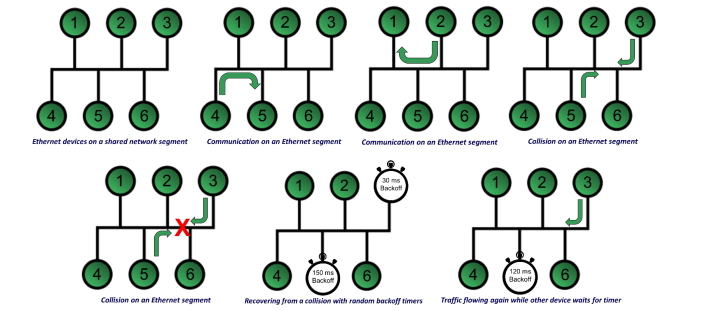 1 2 3
4 5 6
Ethernet devices on a shared network segment
1 2 3
4 5 6
Communication on an Ethernet segment
1 2 3
4 5 6
Communication on an Ethernet segment
1 2 3
4 5 6
Collision on an Ethernet segment
1 2 3
X
4 5 6
Collision on an Ethernet segment
1 2 30 ms
Backoff
4 150 ms 6
Backoff
Recovering from a collision with random backoff timers
1 2 3
4 120 ms 6
Backoff
Traffic flowing again while other device waits for timer